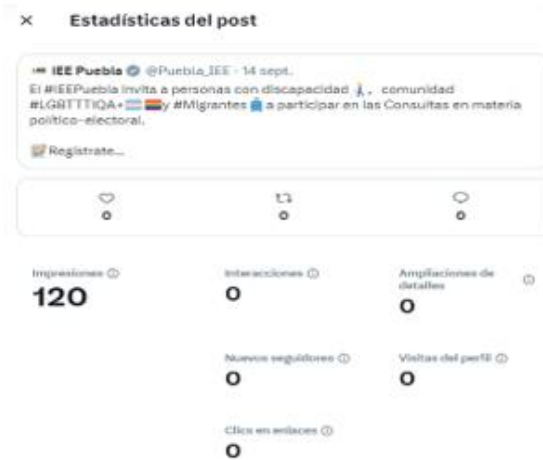 × Estadísticas del post
IEE Puebla @Puebla_IEE · 14 sept.
El #IEEPuebla invita a personas con discapacidad, comunidad
#LGBTTTIQA+ y #Migrantes a participar en las Consultas en materia
político-electoral.
Regístrate...
0 0 0
Impresiones Interacciones Ampliaciones de
detalles
120 0 0
Nuevos seguidores Visitas del perfil
0 0
Clics en enlaces
0